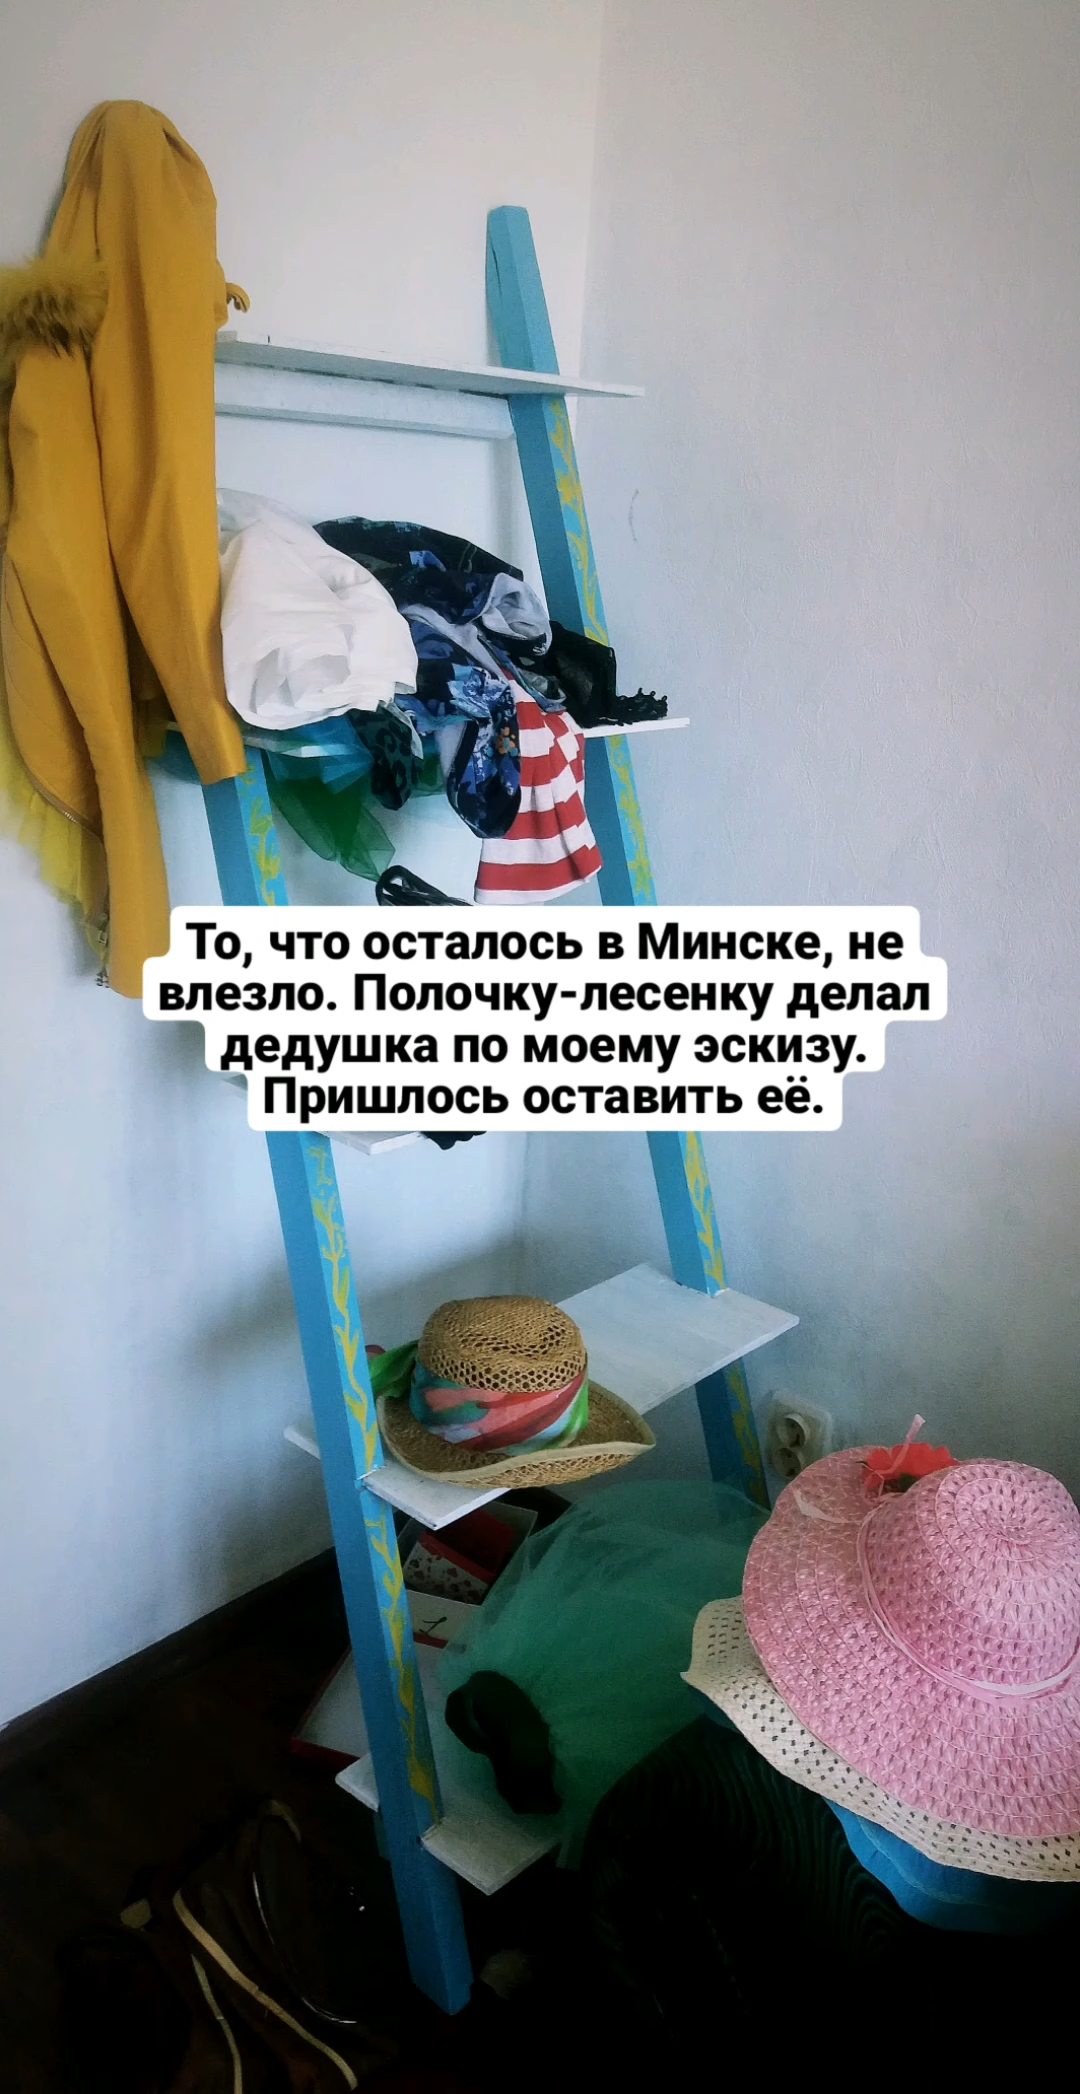 То, что осталось в Минске, не
влезло. Полочку-лесенку делал
дедушка по моему эскизу.
Пришлось оставить её.